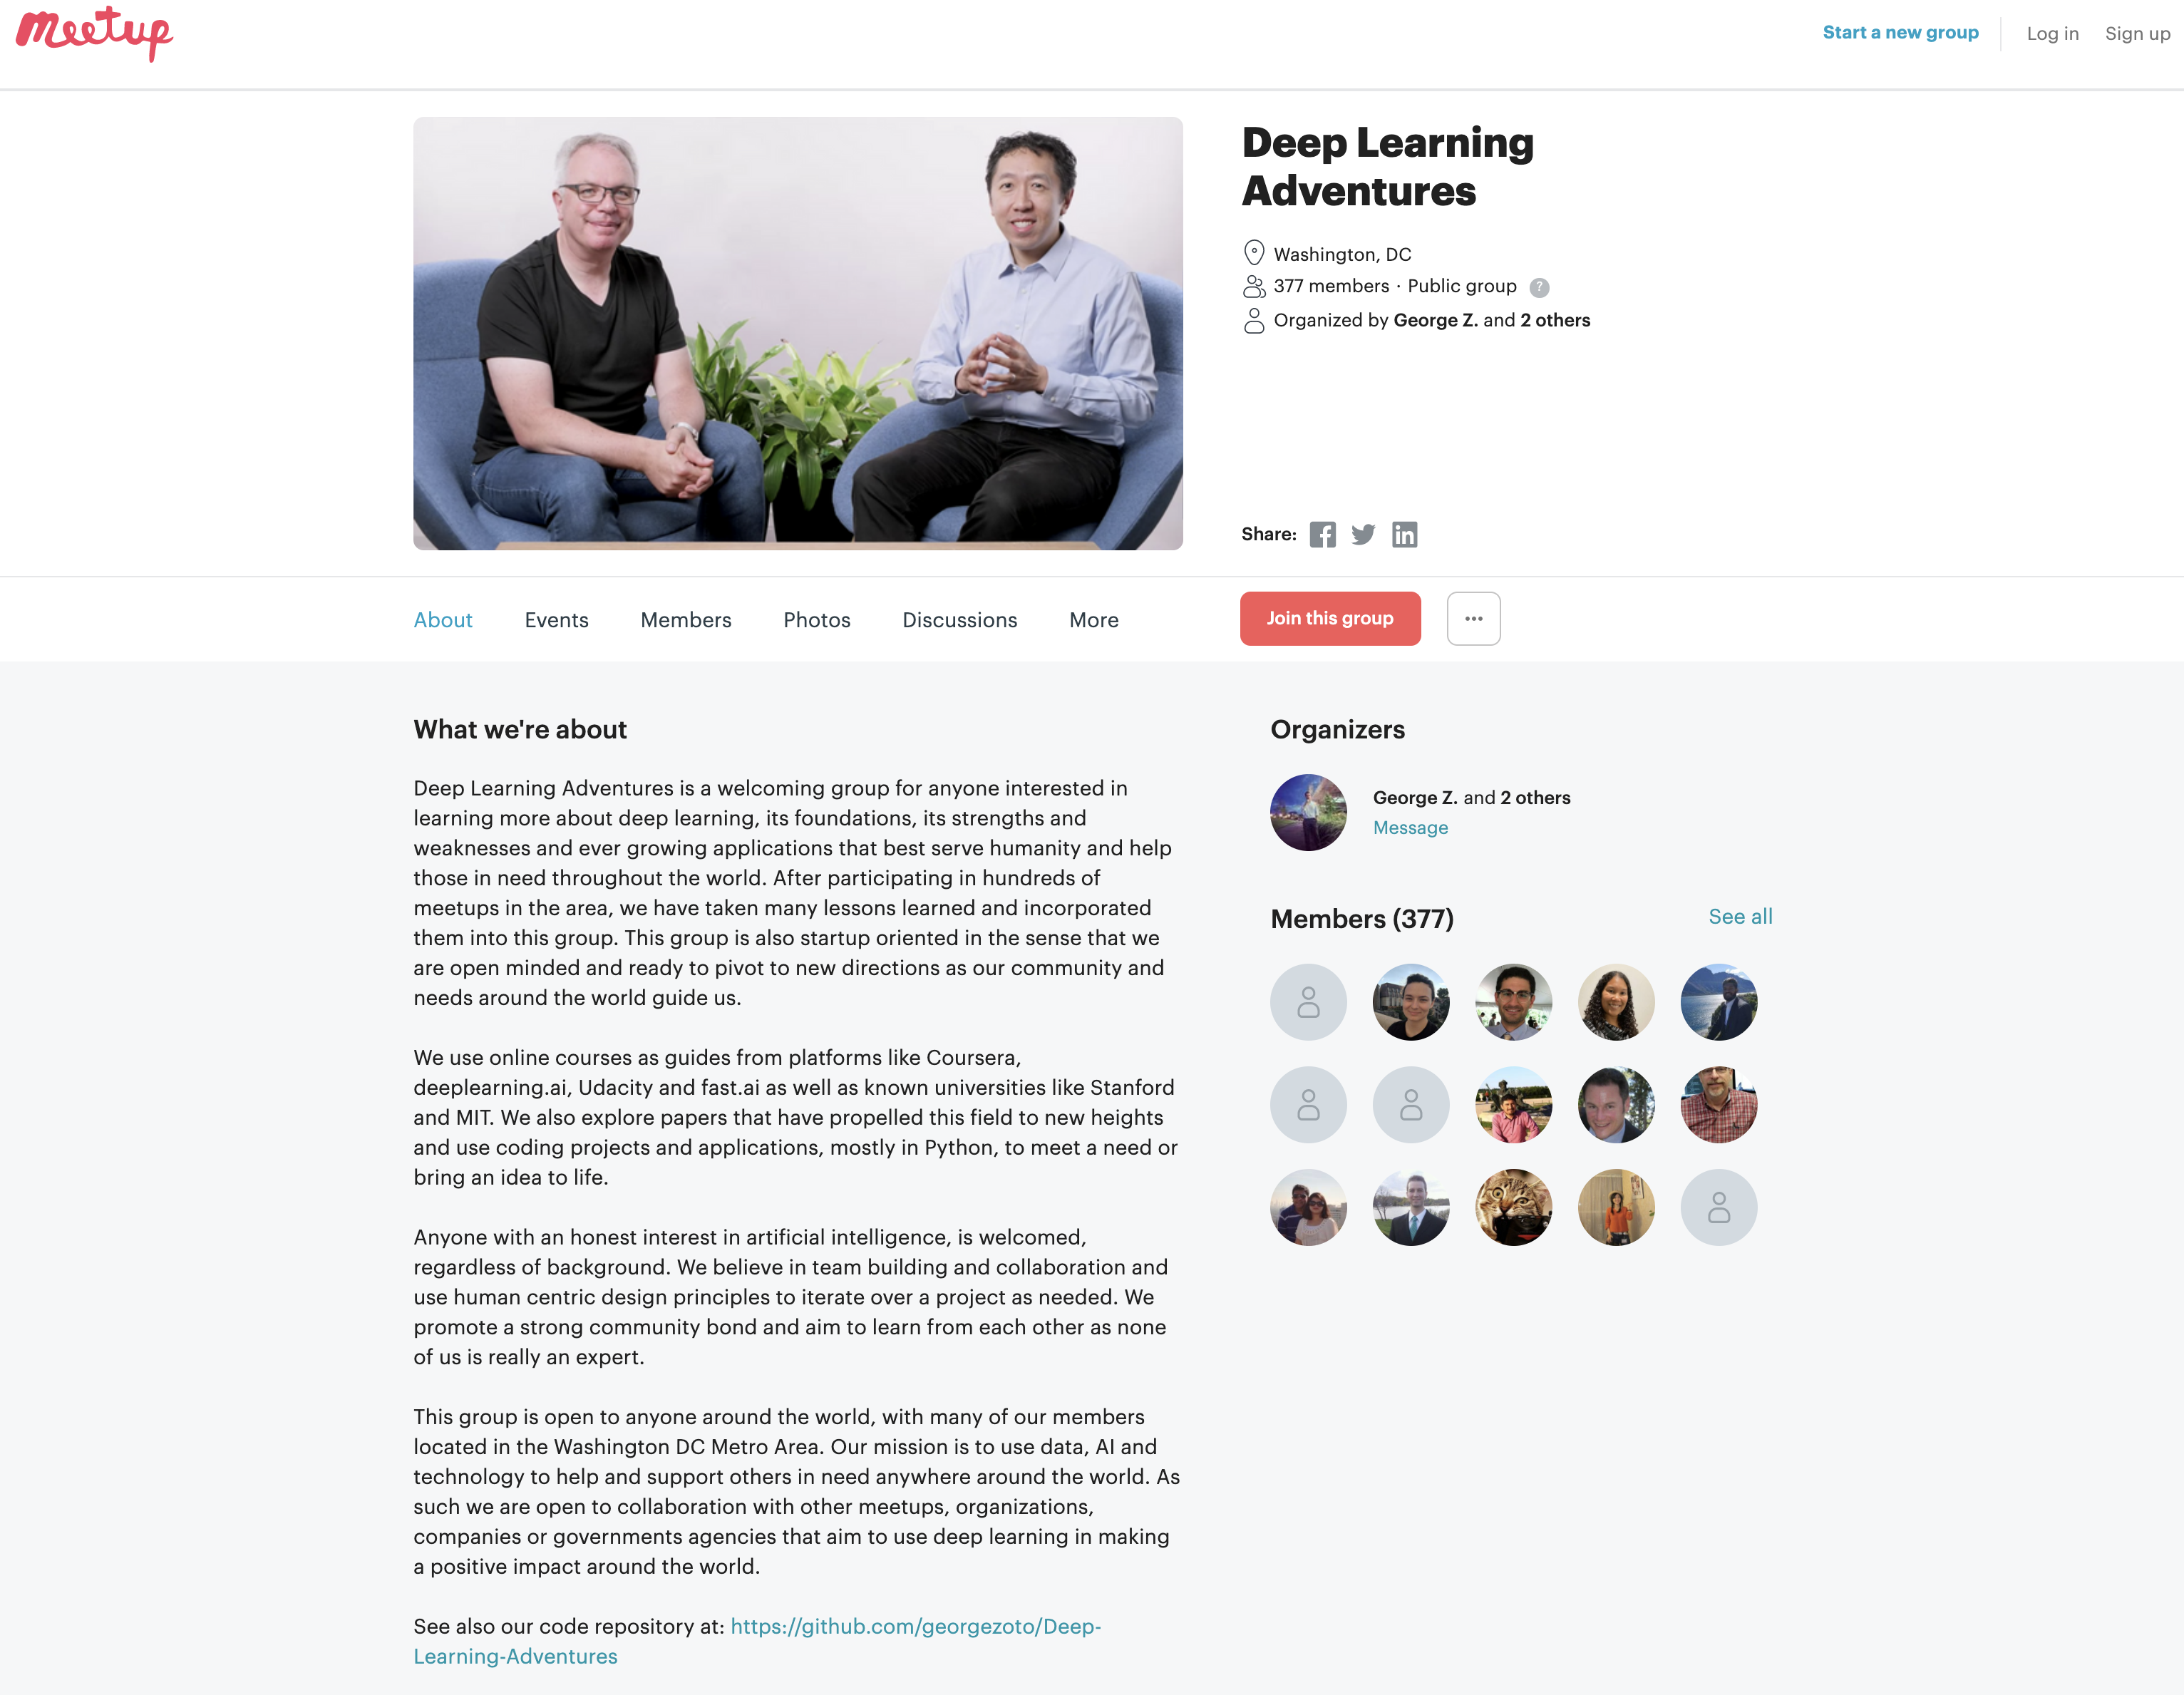 Meetup
Start a new group
Log in
Sign up
Deep Learning
Adventures
Washington, DC
377 members · Public group ?
Organized by George Z. and 2 others
Share:
About
Events
Members
Photos
Discussions
More
Join this group
What we're about
Deep Learning Adventures is a welcoming group for anyone interested in
learning more about deep learning, its foundations, its strengths and
weaknesses and ever growing applications that best serve humanity and help
those in need throughout the world. After participating in hundreds of
meetups in the area, we have taken many lessons learned and incorporated
them into this group. This group is also startup oriented in the sense that we
are open minded and ready to pivot to new directions as our community and
needs around the world guide us.
We use online courses as guides from platforms like Coursera,
deeplearning.ai, Udacity and fast.ai as well as known universities like Stanford
and MIT. We also explore papers that have propelled this field to new heights
and use coding projects and applications, mostly in Python, to meet a need or
bring an idea to life.
Anyone with an honest interest in artificial intelligence, is welcomed,
regardless of background. We believe in team building and collaboration and
use human centric design principles to iterate over a project as needed. We
promote a strong community bond and aim to learn from each other as none
of us is really an expert.
This group is open to anyone around the world, with many of our members
located in the Washington DC Metro Area. Our mission is to use data, AI and
technology to help and support others in need anywhere around the world. As
such we are open to collaboration with other meetups, organizations,
companies or governments agencies that aim to use deep learning in making
a positive impact around the world.
See also our code repository at: https://github.com/georgezoto/Deep-
Learning-Adventures
Organizers
George Z. and 2 others
Message
Members (377)
See all